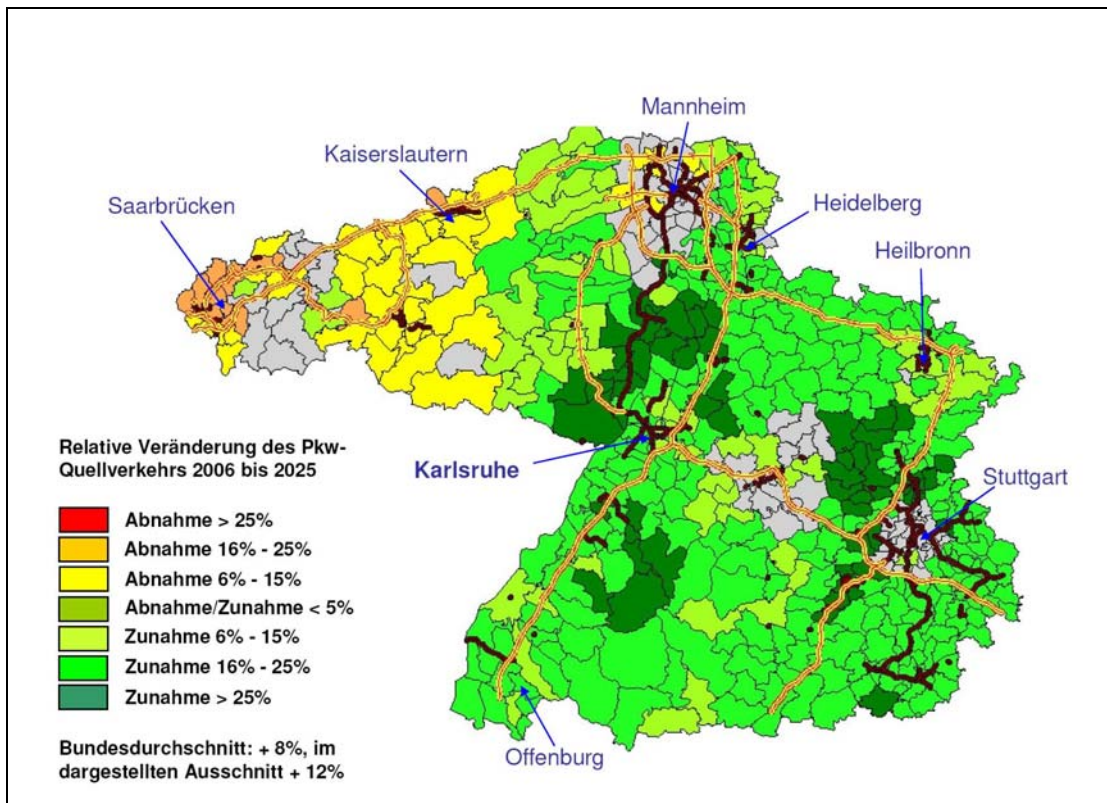 Mannheim
Kaiserslautern
Saarbrücken
Heidelberg
Heilbronn
Karlsruhe
Stuttgart
Offenburg
Relative Veränderung des Pkw-
Quellverkehrs 2006 bis 2025
Abnahme > 25%
Abnahme 16% - 25%
Abnahme 6% - 15%
Abnahme/Zunahme < 5%
Zunahme 6% - 15%
Zunahme 16% - 25%
Zunahme > 25%
Bundesdurchschnitt: + 8%, im
dargestellten Ausschnitt + 12%